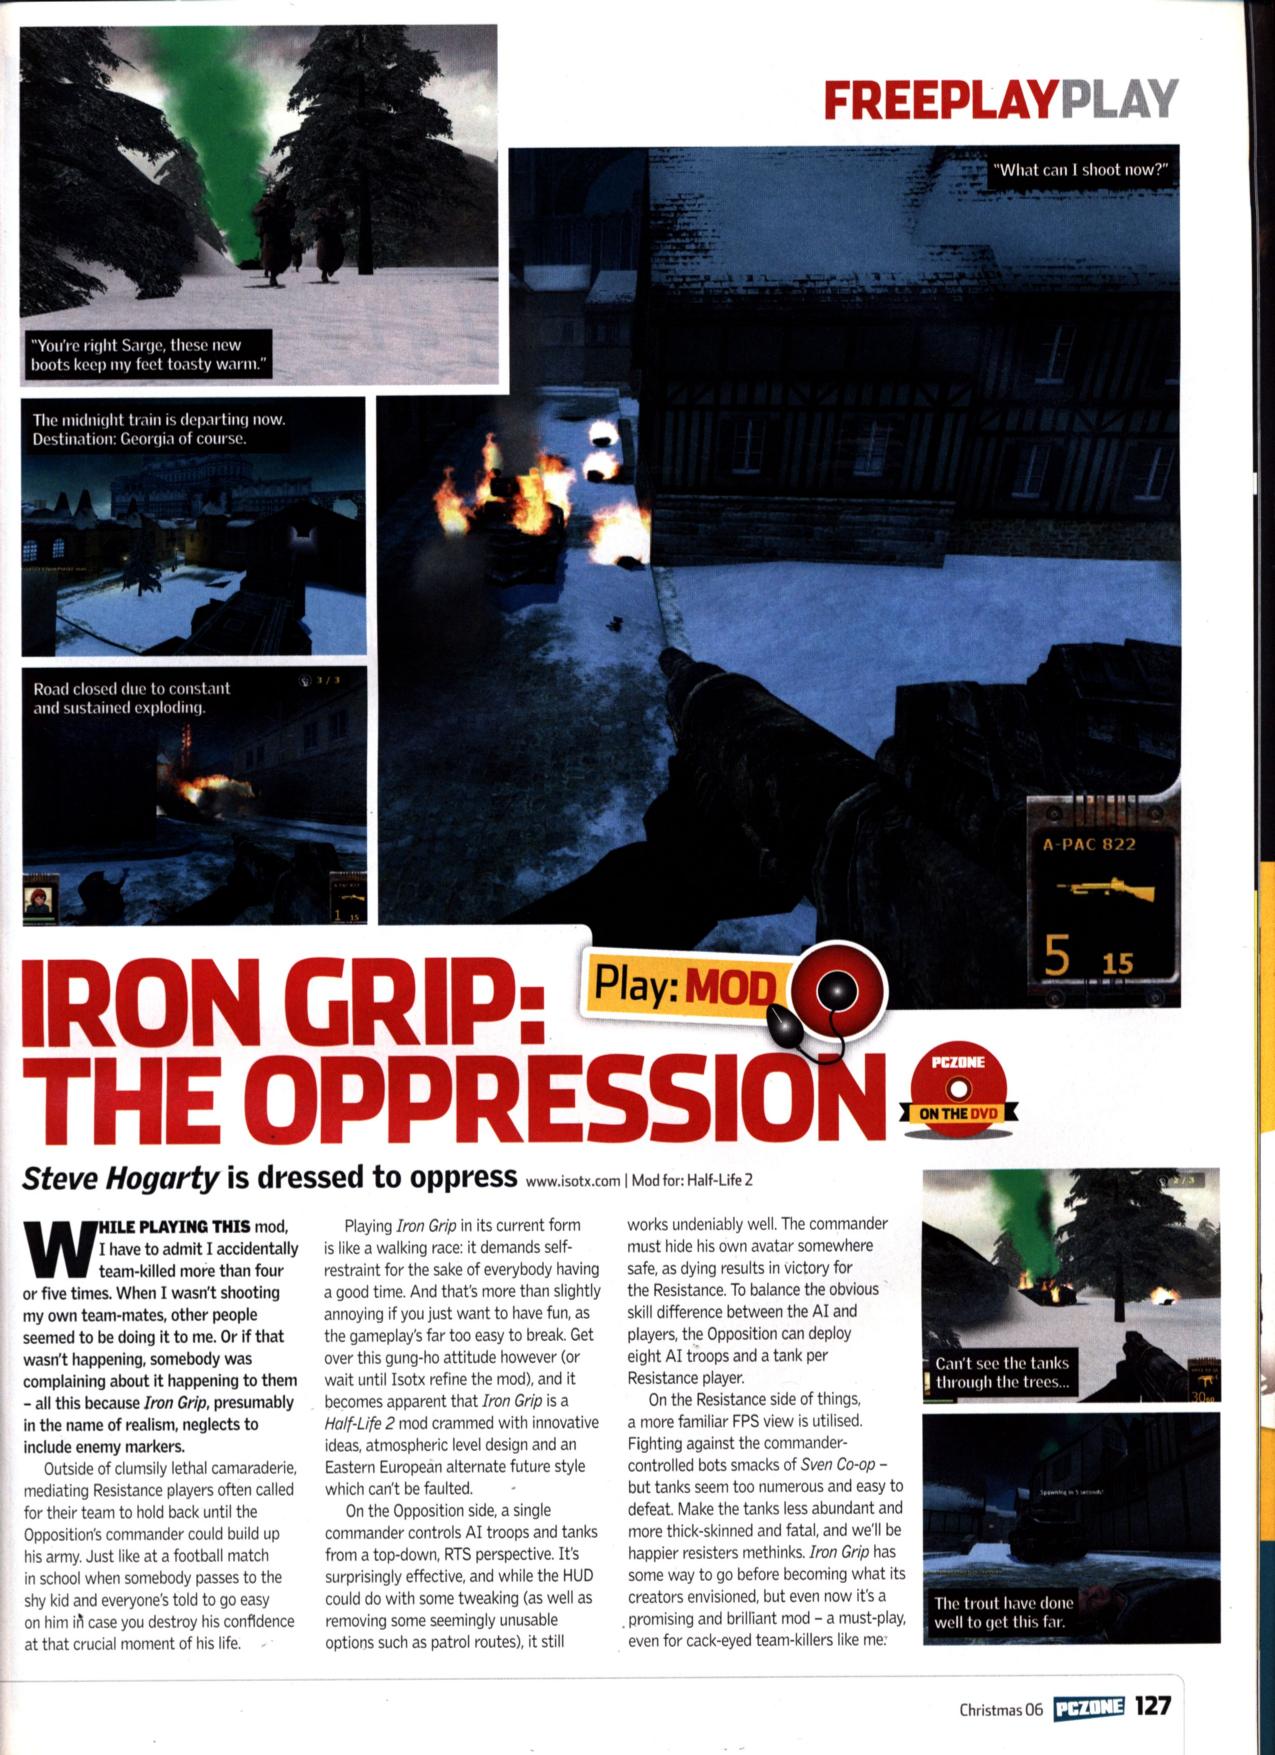 FREEPLAYPLAY
"What can I shoot now?"
"You're right Sarge, these new
boots keep my feet toasty warm."
The midnight train is departing now.
Destination: Georgia of course.
Road closed due to constant
and sustained exploding.
3/3
1 15
A-PAC 822
5 15
Play: MOD
IRON GRIP:
THE OPPRESSION
PCZONE
ON THE DVD
Steve Hogarty is dressed to oppress www.isotx.com | Mod for: Half-Life 2
WHILE PLAYING THIS mod,
I have to admit I accidentally
team-killed more than four
or five times. When I wasn't shooting
my own team-mates, other people
seemed to be doing it to me. Or if that
wasn't happening, somebody was
complaining about it happening to them
– all this because Iron Grip, presumably
in the name of realism, neglects to
include enemy markers.
Outside of clumsily lethal camaraderie,
mediating Resistance players often called
for their team to hold back until the
Opposition's commander could build up
his army. Just like at a football match
in school when somebody passes to the
shy kid and everyone's told to go easy
on him in case you destroy his confidence
at that crucial moment of his life.
Playing Iron Grip in its current form
is like a walking race: it demands self-
restraint for the sake of everybody having
a good time. And that's more than slightly
annoying if you just want to have fun, as
the gameplay's far too easy to break. Get
over this gung-ho attitude however (or
wait until Isotx refine the mod), and it
becomes apparent that Iron Grip is a
Half-Life 2 mod crammed with innovative
ideas, atmospheric level design and an
Eastern European alternate future style
which can't be faulted.
On the Opposition side, a single
commander controls AI troops and tanks
from a top-down, RTS perspective. It's
surprisingly effective, and while the HUD
could do with some tweaking (as well as
removing some seemingly unusable
options such as patrol routes), it still
works undeniably well. The commander
must hide his own avatar somewhere
safe, as dying results in victory for
the Resistance. To balance the obvious
skill difference between the AI and
players, the Opposition can deploy
eight AI troops and a tank per
Resistance player.
On the Resistance side of things,
a more familiar FPS view is utilised.
Fighting against the commander-
controlled bots smacks of Sven Co-op –
but tanks seem too numerous and easy to
defeat. Make the tanks less abundant and
more thick-skinned and fatal, and we'll be
happier resisters methinks. Iron Grip has
some way to go before becoming what its
creators envisioned, but even now it's a
promising and brilliant mod – a must-play,
even for cack-eyed team-killers like me.
2/3
Can't see the tanks
through the trees...
30
Spawning in 5 seconds!
The trout have done
well to get this far.
Christmas 06 PCZONE 127